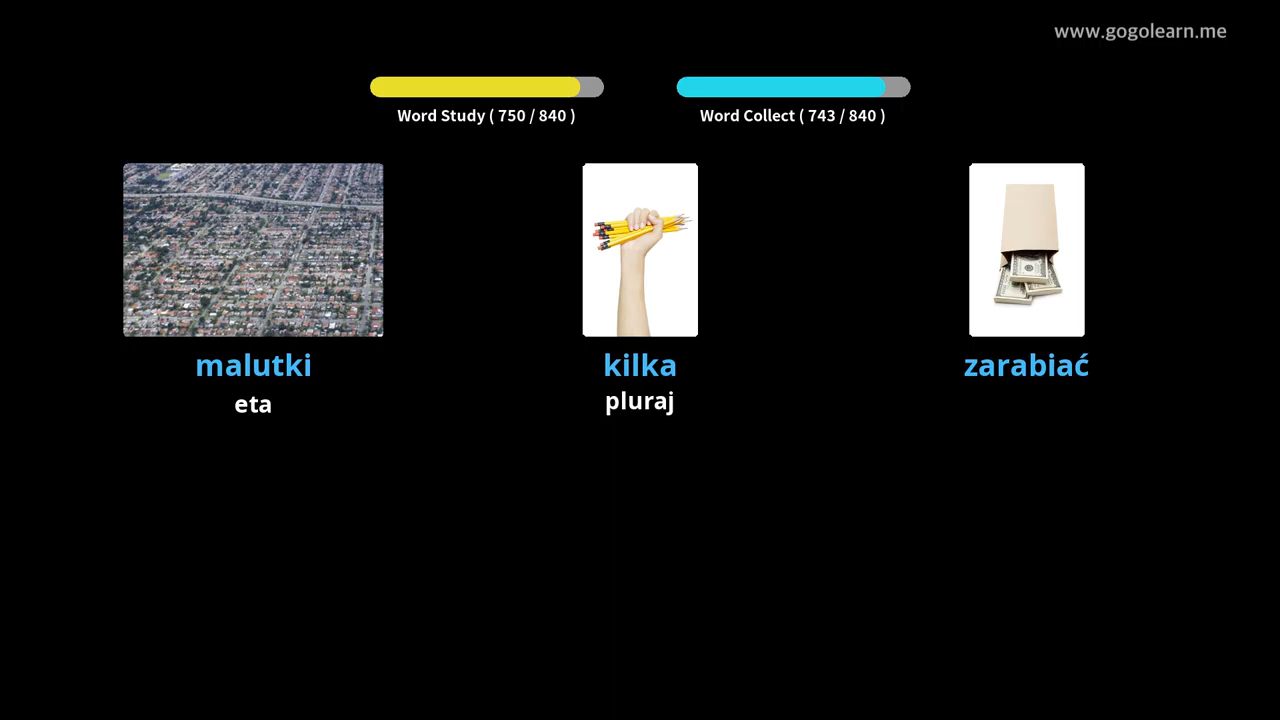 www.gogolearn.me
Word Study ( 750 / 840 )
Word Collect ( 743 / 840 )
malutki
eta
kilka
pluraj
zarabiać